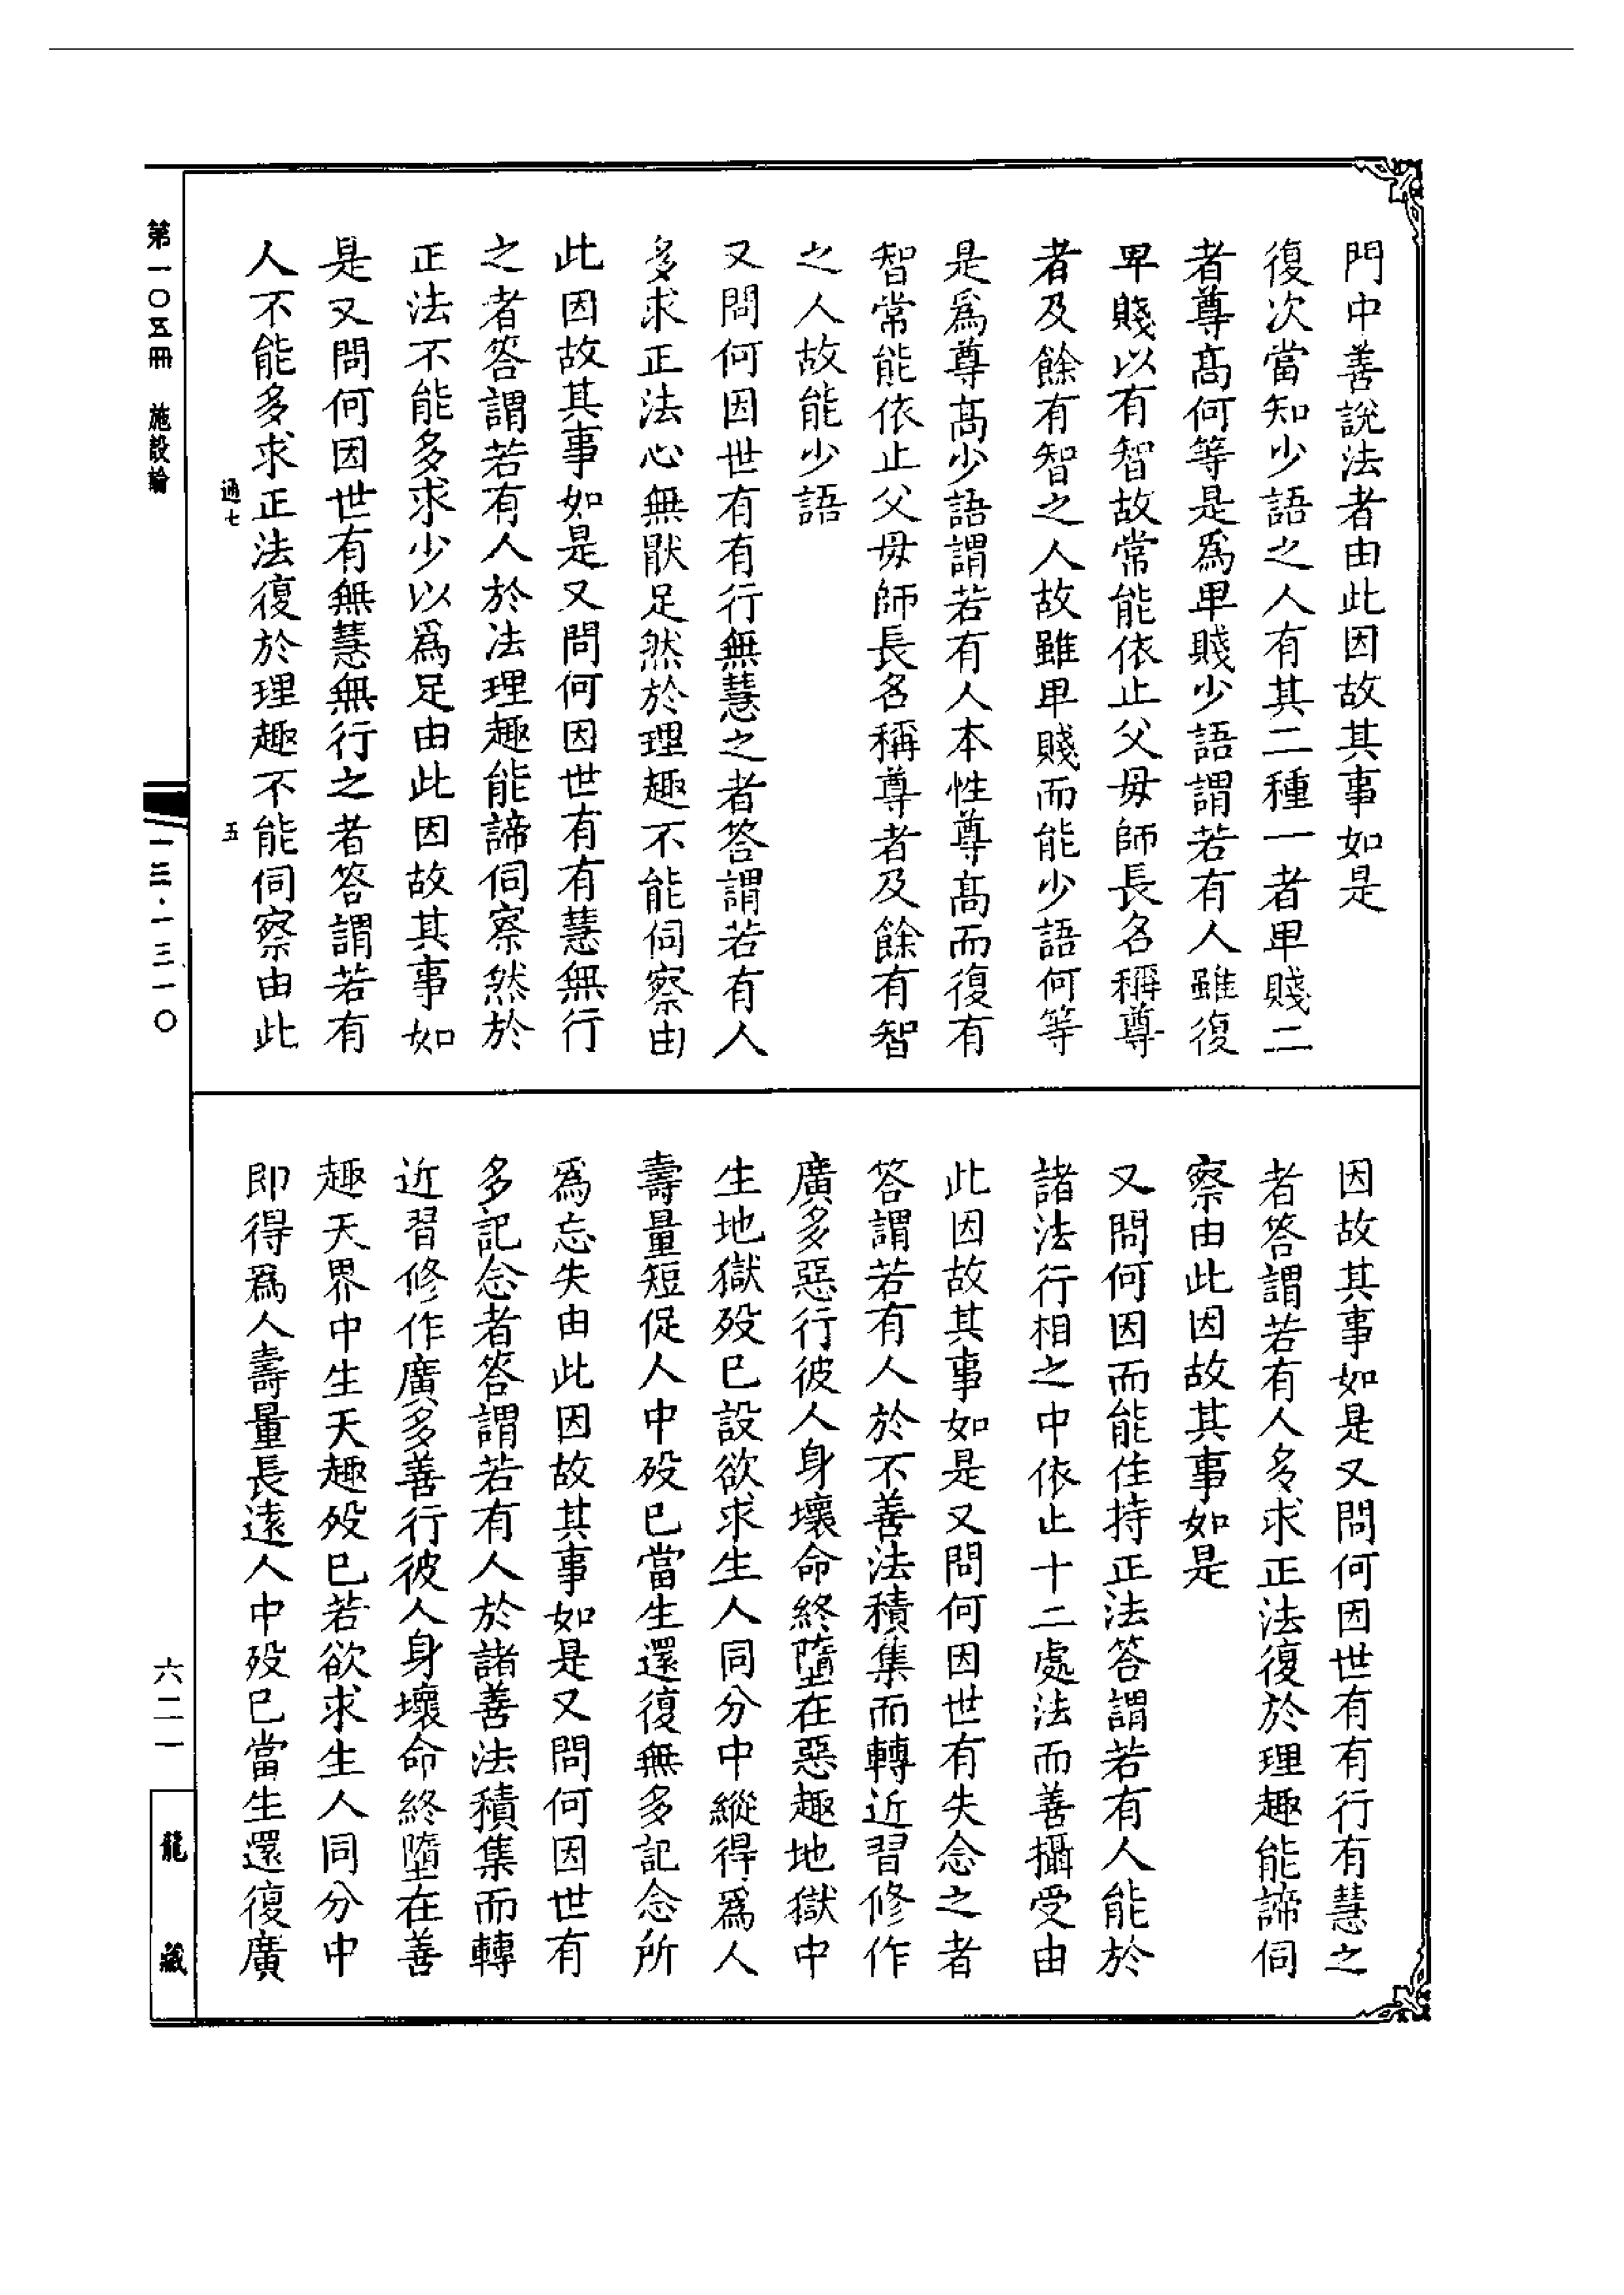 門中善說法者由此因故其事如是
復次當知少語之人有其二種一者卑賤二
者尊髙何等是爲卑賤少語謂若有人雖復
卑賤以有智故常能依止父母師長名稱尊
者及餘有智之人故雖卑賤而能少語何等
是爲尊髙少語謂若有人本性尊髙而復有
智常能依止父母師長名稱尊者及餘有智
之人故能少語
又問何因世有有行無慧之者答謂若有人
多求正法心無猒足然於理趣不能伺察由
此因故其事如是又問何因世有有慧無行
之者答謂若有人於法理趣能諦伺察然於
正法不能多求少以爲足由此因故其事如
是又問何因世有無慧無行之者答謂若有
人不能多求正法復於理趣不能伺察由此
通七
五
因故其事如是又問何因世有有行有慧之
者答謂若有人多求正法復於理趣能諦伺
察由此因故其事如是
又問何因而能住持正法答謂若有人能於
諸法行相之中依止十二處法而善攝受由
此因故其事如是又問何因世有失念之者
答謂若有人於不善法積集而轉近習修作
廣多惡行彼人身壞命終墮在惡趣地獄中
生地獄歿已設欲求生人同分中縱得爲人
壽量短促人中歿已當生還復無多記念所
爲忘失由此因故其事如是又問何因世有
多記念者答謂若有人於諸善法積集而轉
近習修作廣多善行彼人身壞命終墮在善
趣天界中生天趣歿已若欲求生人同分中
即得爲人壽量長遠人中歿已當生還復廣
第一〇五冊　施設論
一三·一三一〇
六二一
龍藏